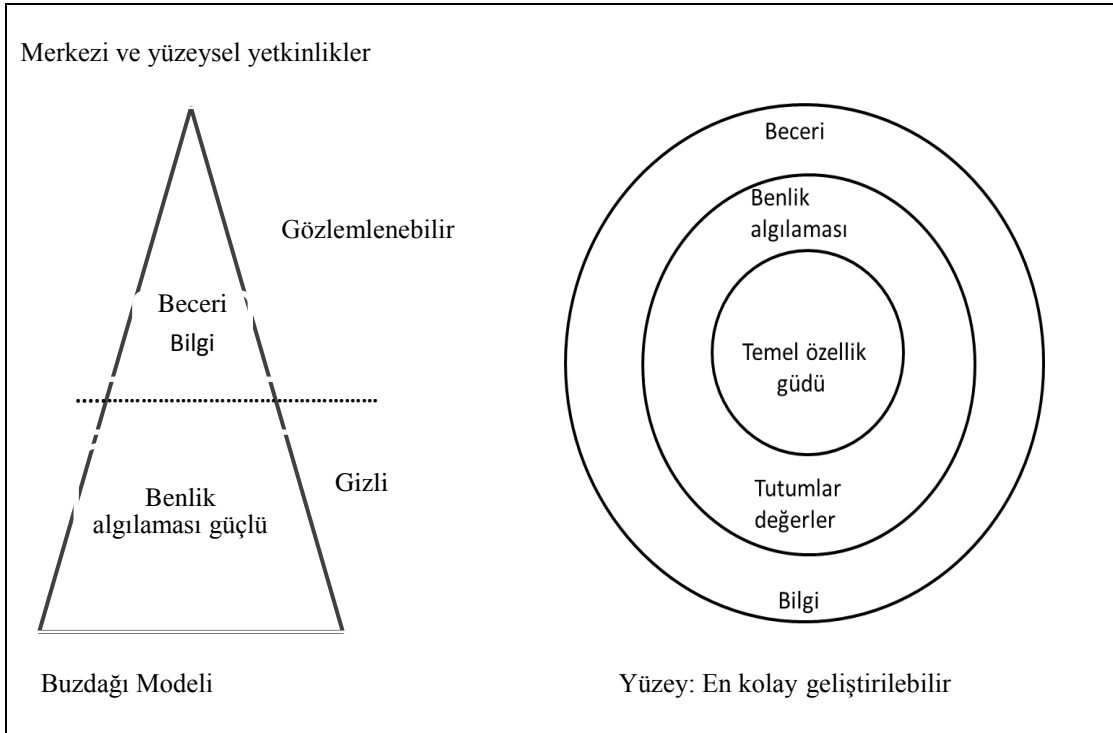 Merkezi ve yüzeysel yetkinlikler
Gözlemlenebilir
Beceri
Bilgi
Gizli
Benlik
algılaması güçlü
Buzdağı Modeli
Beceri
Benlik
algılaması
Temel özellik
güdü
Tutumlar
değerler
Bilgi
Yüzey: En kolay geliştirilebilir